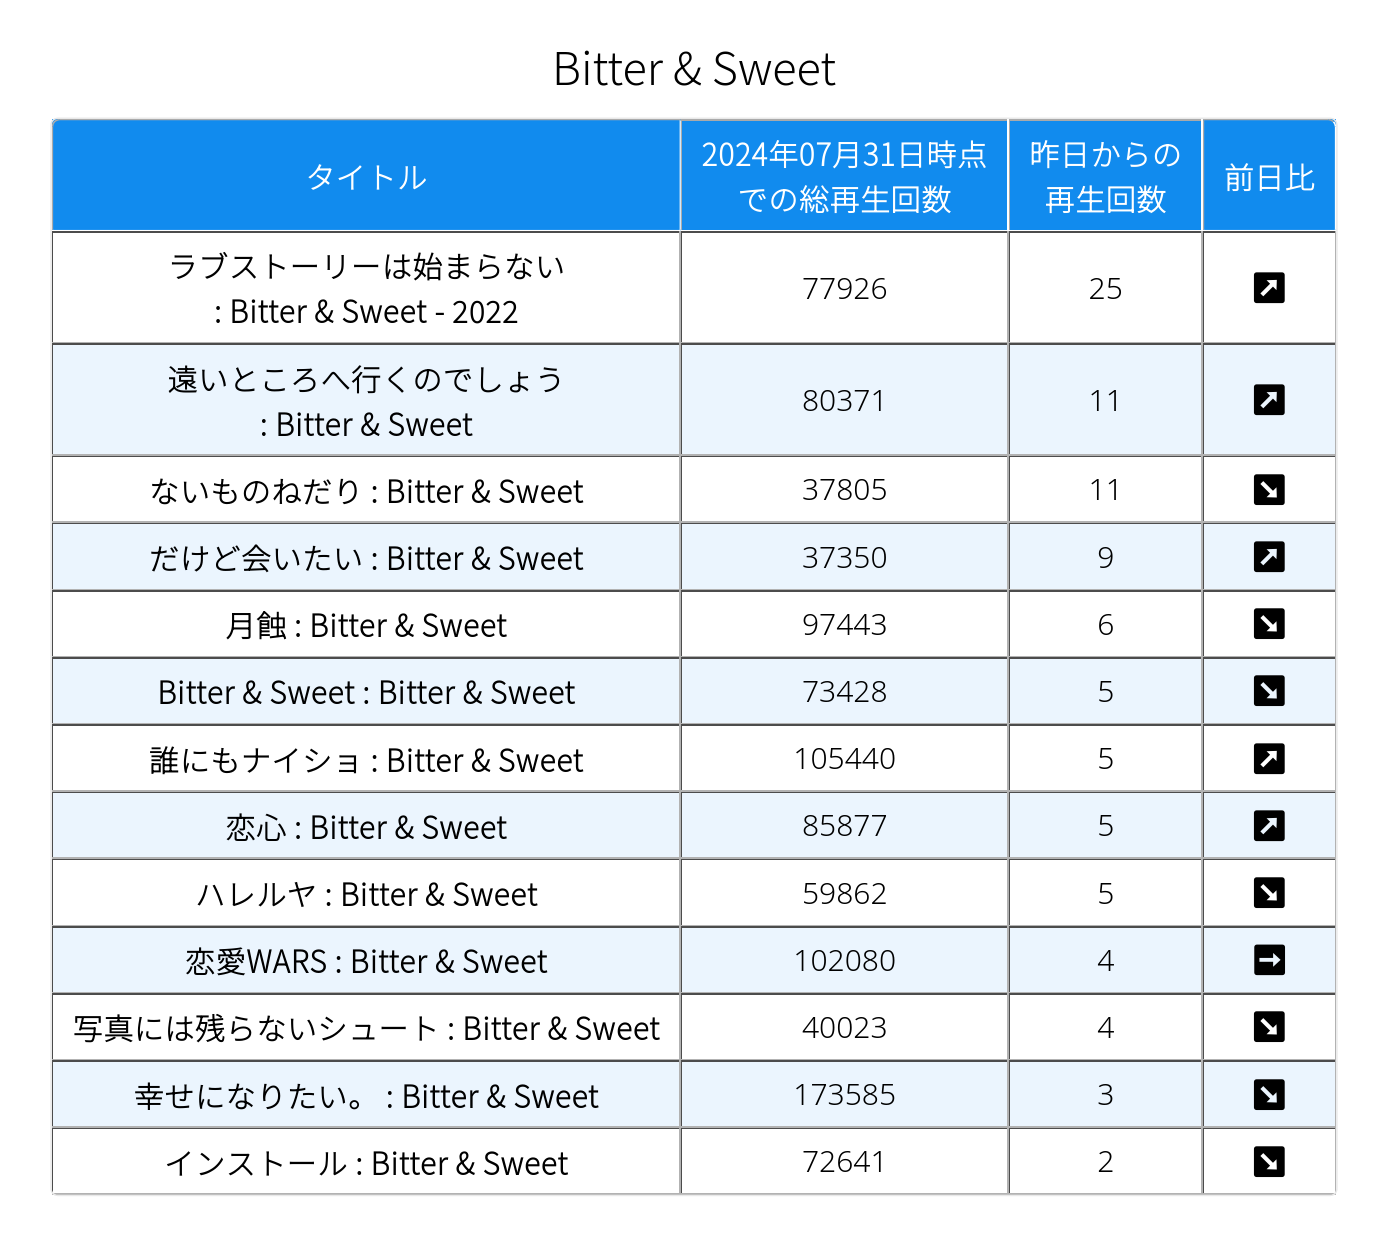 Bitter & Sweet
タイトル
2024年07月31日時点
での総再生回数
昨日からの
再生回数
前日比
ラブストーリーは始まらない
: Bitter & Sweet - 2022
77926
25
遠いところへ行くのでしょう
: Bitter & Sweet
80371
11
ないものねだり : Bitter & Sweet
37805
11
だけど会いたい : Bitter & Sweet
37350
9
月蝕 : Bitter & Sweet
97443
6
Bitter & Sweet : Bitter & Sweet
73428
5
誰にもナイショ : Bitter & Sweet
105440
5
恋心 : Bitter & Sweet
85877
5
ハレルヤ : Bitter & Sweet
59862
5
恋愛WARS : Bitter & Sweet
102080
4
写真には残らないシュート : Bitter & Sweet
40023
4
幸せになりたい。 : Bitter & Sweet
173585
3
インストール : Bitter & Sweet
72641
2